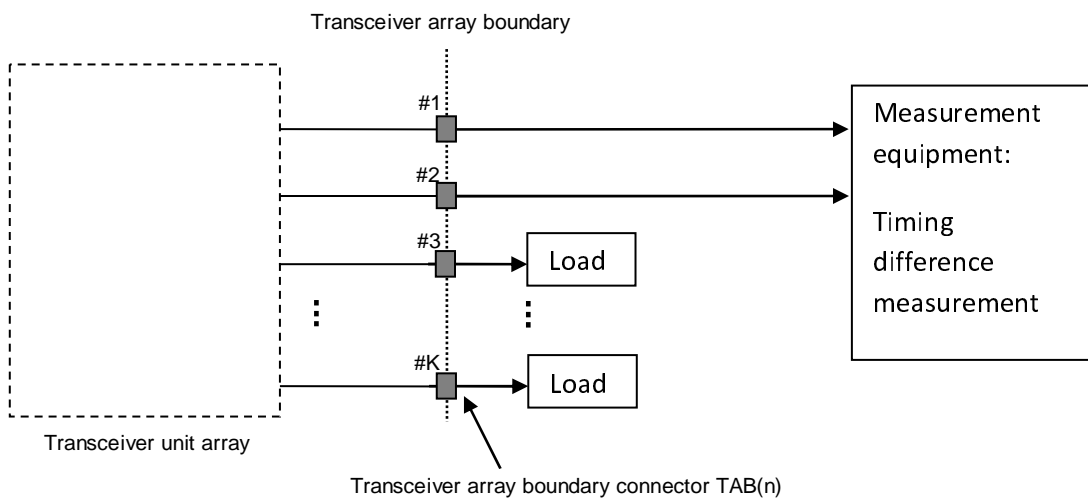 Transceiver array boundary
#1
#2
#3
#K
Load
Load
Measurement
equipment:
Timing
difference
measurement
Transceiver unit array
Transceiver array boundary connector TAB(n)